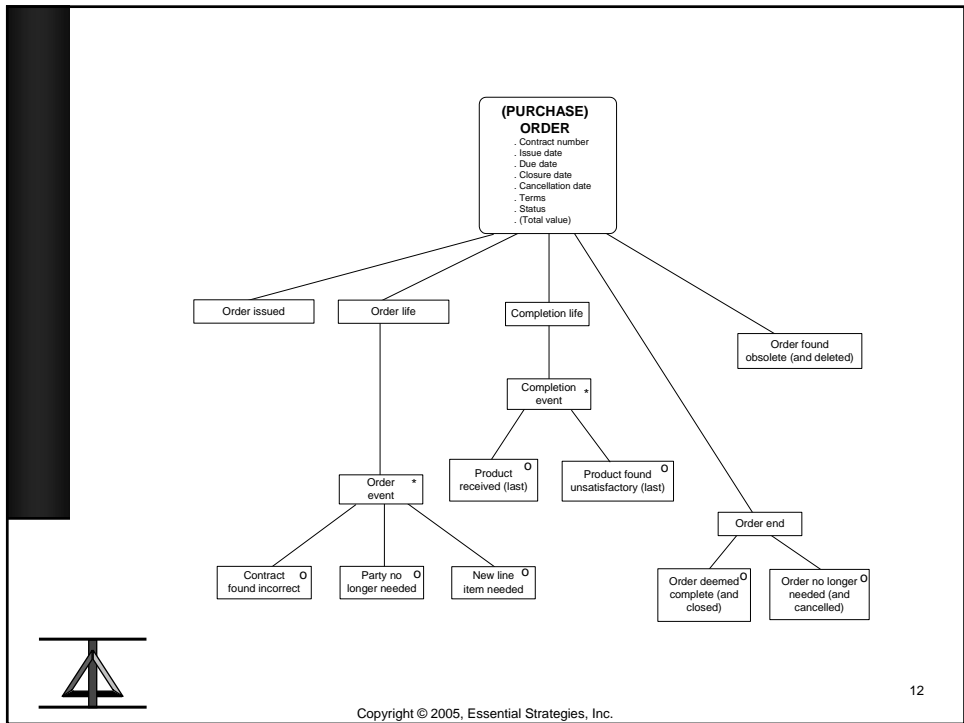 (PURCHASE)
ORDER
. Contract number
. Issue date
. Due date
. Closure date
. Cancellation date
. Terms
. Status
. (Total value)
Order issued
Order life
Completion life
Order found
obsolete (and deleted)
Completion *
event
Product O
received (last)
Product found O
unsatisfactory (last)
Order *
event
Order end
Contract O
found incorrect
Party no O
longer needed
New line O
item needed
Order deemed O
complete (and
closed)
Order no longer O
needed (and
cancelled)
12
Copyright © 2005, Essential Strategies, Inc.